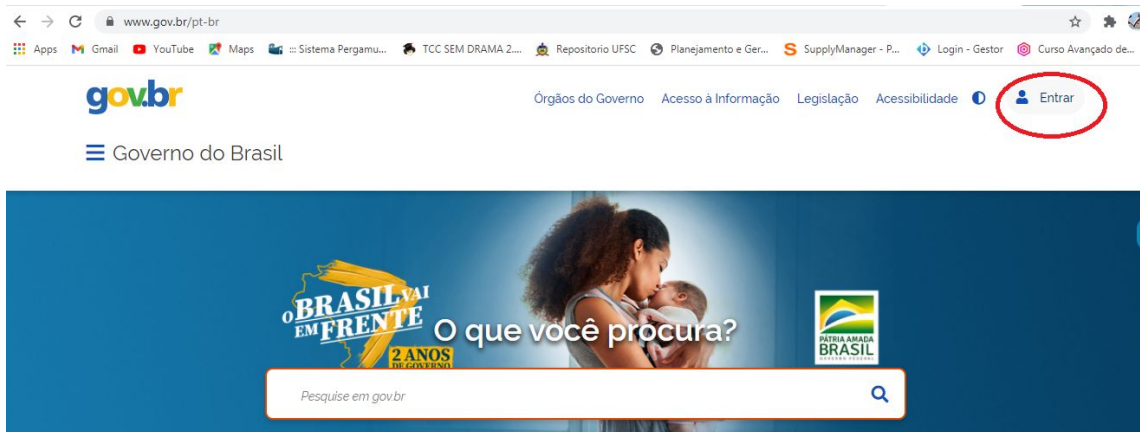 www.gov.br/pt-br
Apps Gmail YouTube Maps ::: Sistema Pergamu... TCC SEM DRAMA 2.... Repositorio UFSC Planejamento e Ger... SupplyManager - P... Login - Gestor Curso Avançado de...
gov.br Órgãos do Governo Acesso à Informação Legislação Acessibilidade Entrar
Governo do Brasil
O BRASIL VAI
EM FRENTE
2 ANOS
DE GOVERNO
O que você procura?
PÁTRIA AMADA
BRASIL
GOVERNO FEDERAL
Pesquise em gov.br